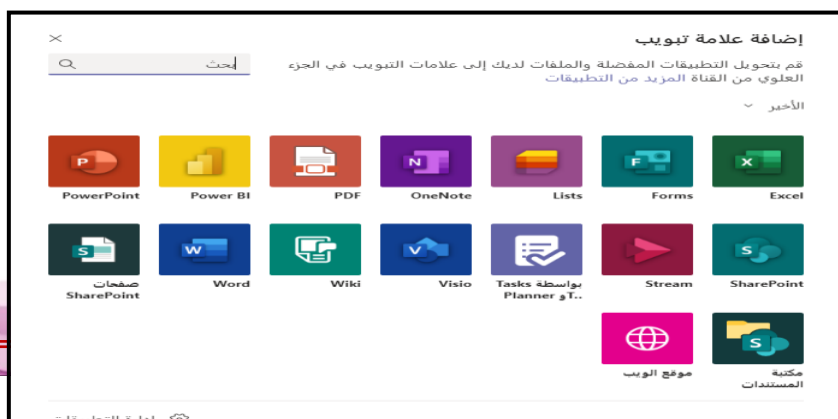 إضافة علامة تبويب
قم بتحويل التطبيقات المفضلة والملفات لديك إلى علامات التبويب في الجزء
العلوي من القناة المزيد من التطبيقات
بحث
الأخير
Excel
Forms
Lists
OneNote
PDF
Power BI
PowerPoint
SharePoint
Stream
Tasks بواسطة
Planner وT..
Visio
Wiki
Word
صفحات
SharePoint
مكتبة
المستندات
موقع الويب